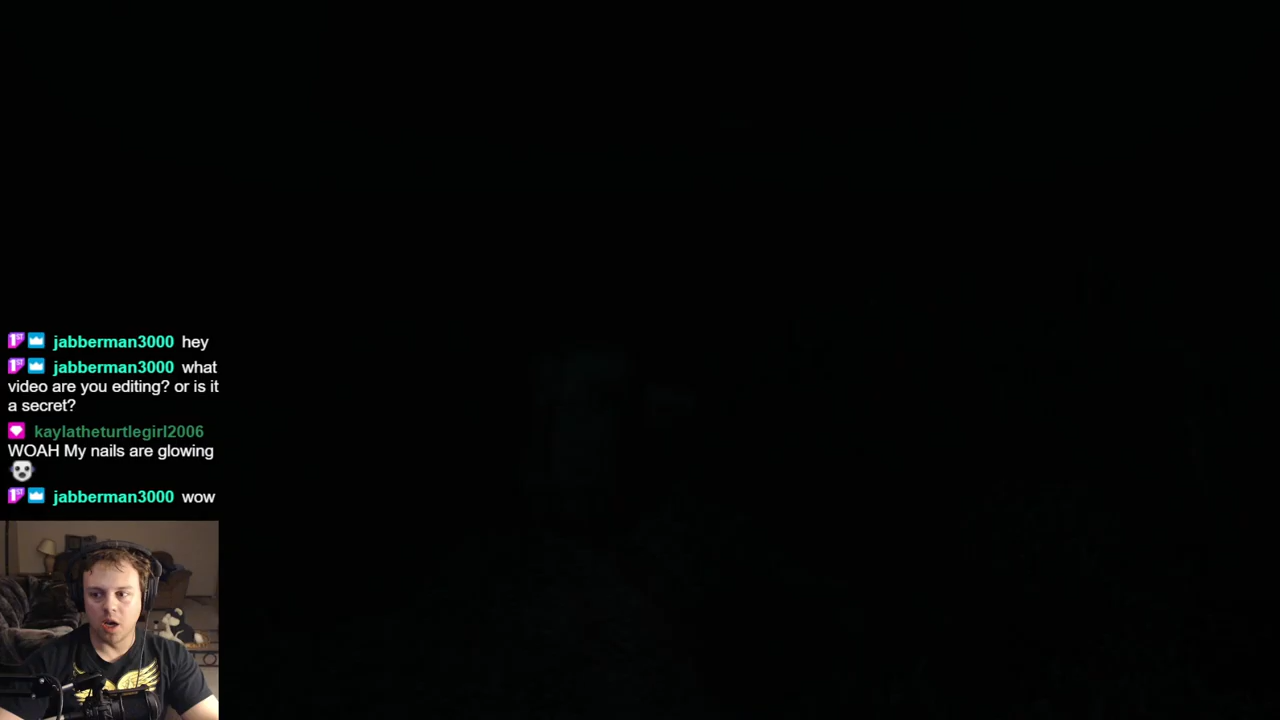 jabberman3000 hey
jabberman3000 what
video are you editing? or is it
a secret?
kaylatheturtlegirl2006
WOAH My nails are glowing
jabberman3000 wow